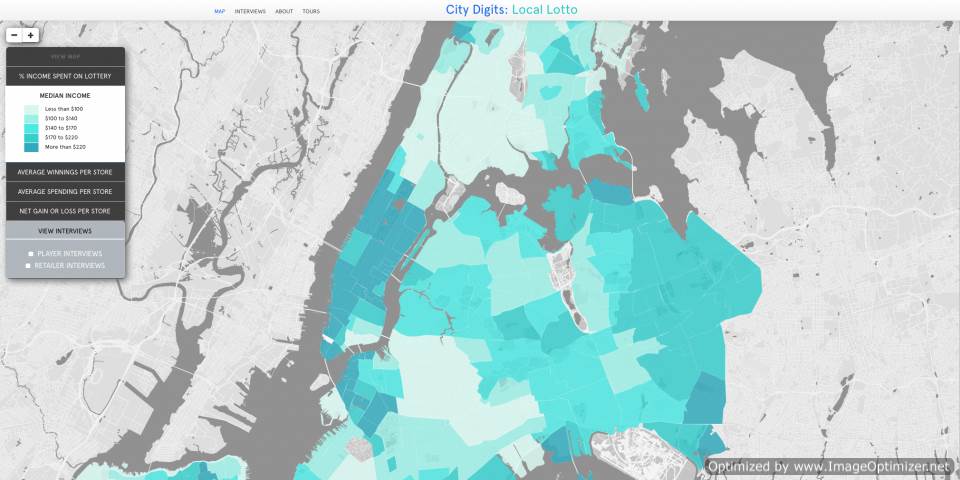 MAP INTERVIEWS ABOUT TOURS
City Digits: Local Lotto
− +
VIEW MAP
% INCOME SPENT ON LOTTERY
MEDIAN INCOME
Less than $100
$100 to $140
$140 to $170
$170 to $220
More than $220
AVERAGE WINNINGS PER STORE
AVERAGE SPENDING PER STORE
NET GAIN OR LOSS PER STORE
VIEW INTERVIEWS
PLAYER INTERVIEWS
RETAILER INTERVIEWS
Optimized by www.ImageOptimizer.net